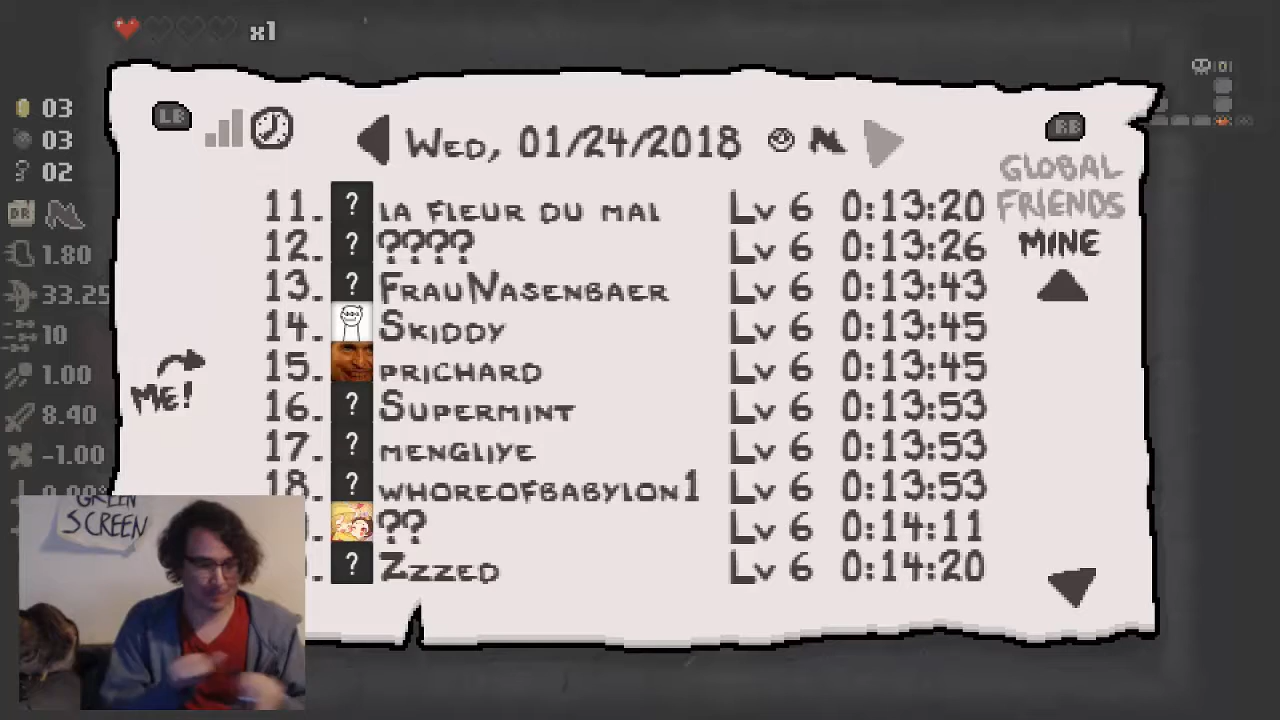 x1
LB
WED, 01/24/2018
RB
03
03
02
DR
1.80
33.25
10
1.00
8.40
-1.00
GLOBAL
FRIENDS
MINE
ME!
11. ? LA FLEUR DU MAL Lv 6 0:13:20
12. ? ???? Lv 6 0:13:26
13. ? FRAUNASENBAER Lv 6 0:13:43
14. SKIDDY Lv 6 0:13:45
15. PRICHARD Lv 6 0:13:45
16. ? SUPERMINT Lv 6 0:13:53
17. ? MENGLIYE Lv 6 0:13:53
18. ? WHOREOFBABYLON1 Lv 6 0:13:53
?? Lv 6 0:14:11
? ZZZED Lv 6 0:14:20
GREEN
SCREEN